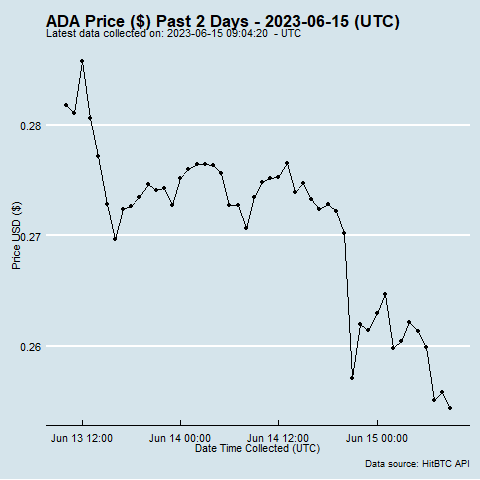 ADA Price ($) Past 2 Days - 2023-06-15 (UTC)
Latest data collected on: 2023-06-15 09:04:20 - UTC
0.28
0.27
0.26
Price USD ($)
Jun 13 12:00 Jun 14 00:00 Jun 14 12:00 Jun 15 00:00
Date Time Collected (UTC)
Data source: HitBTC API